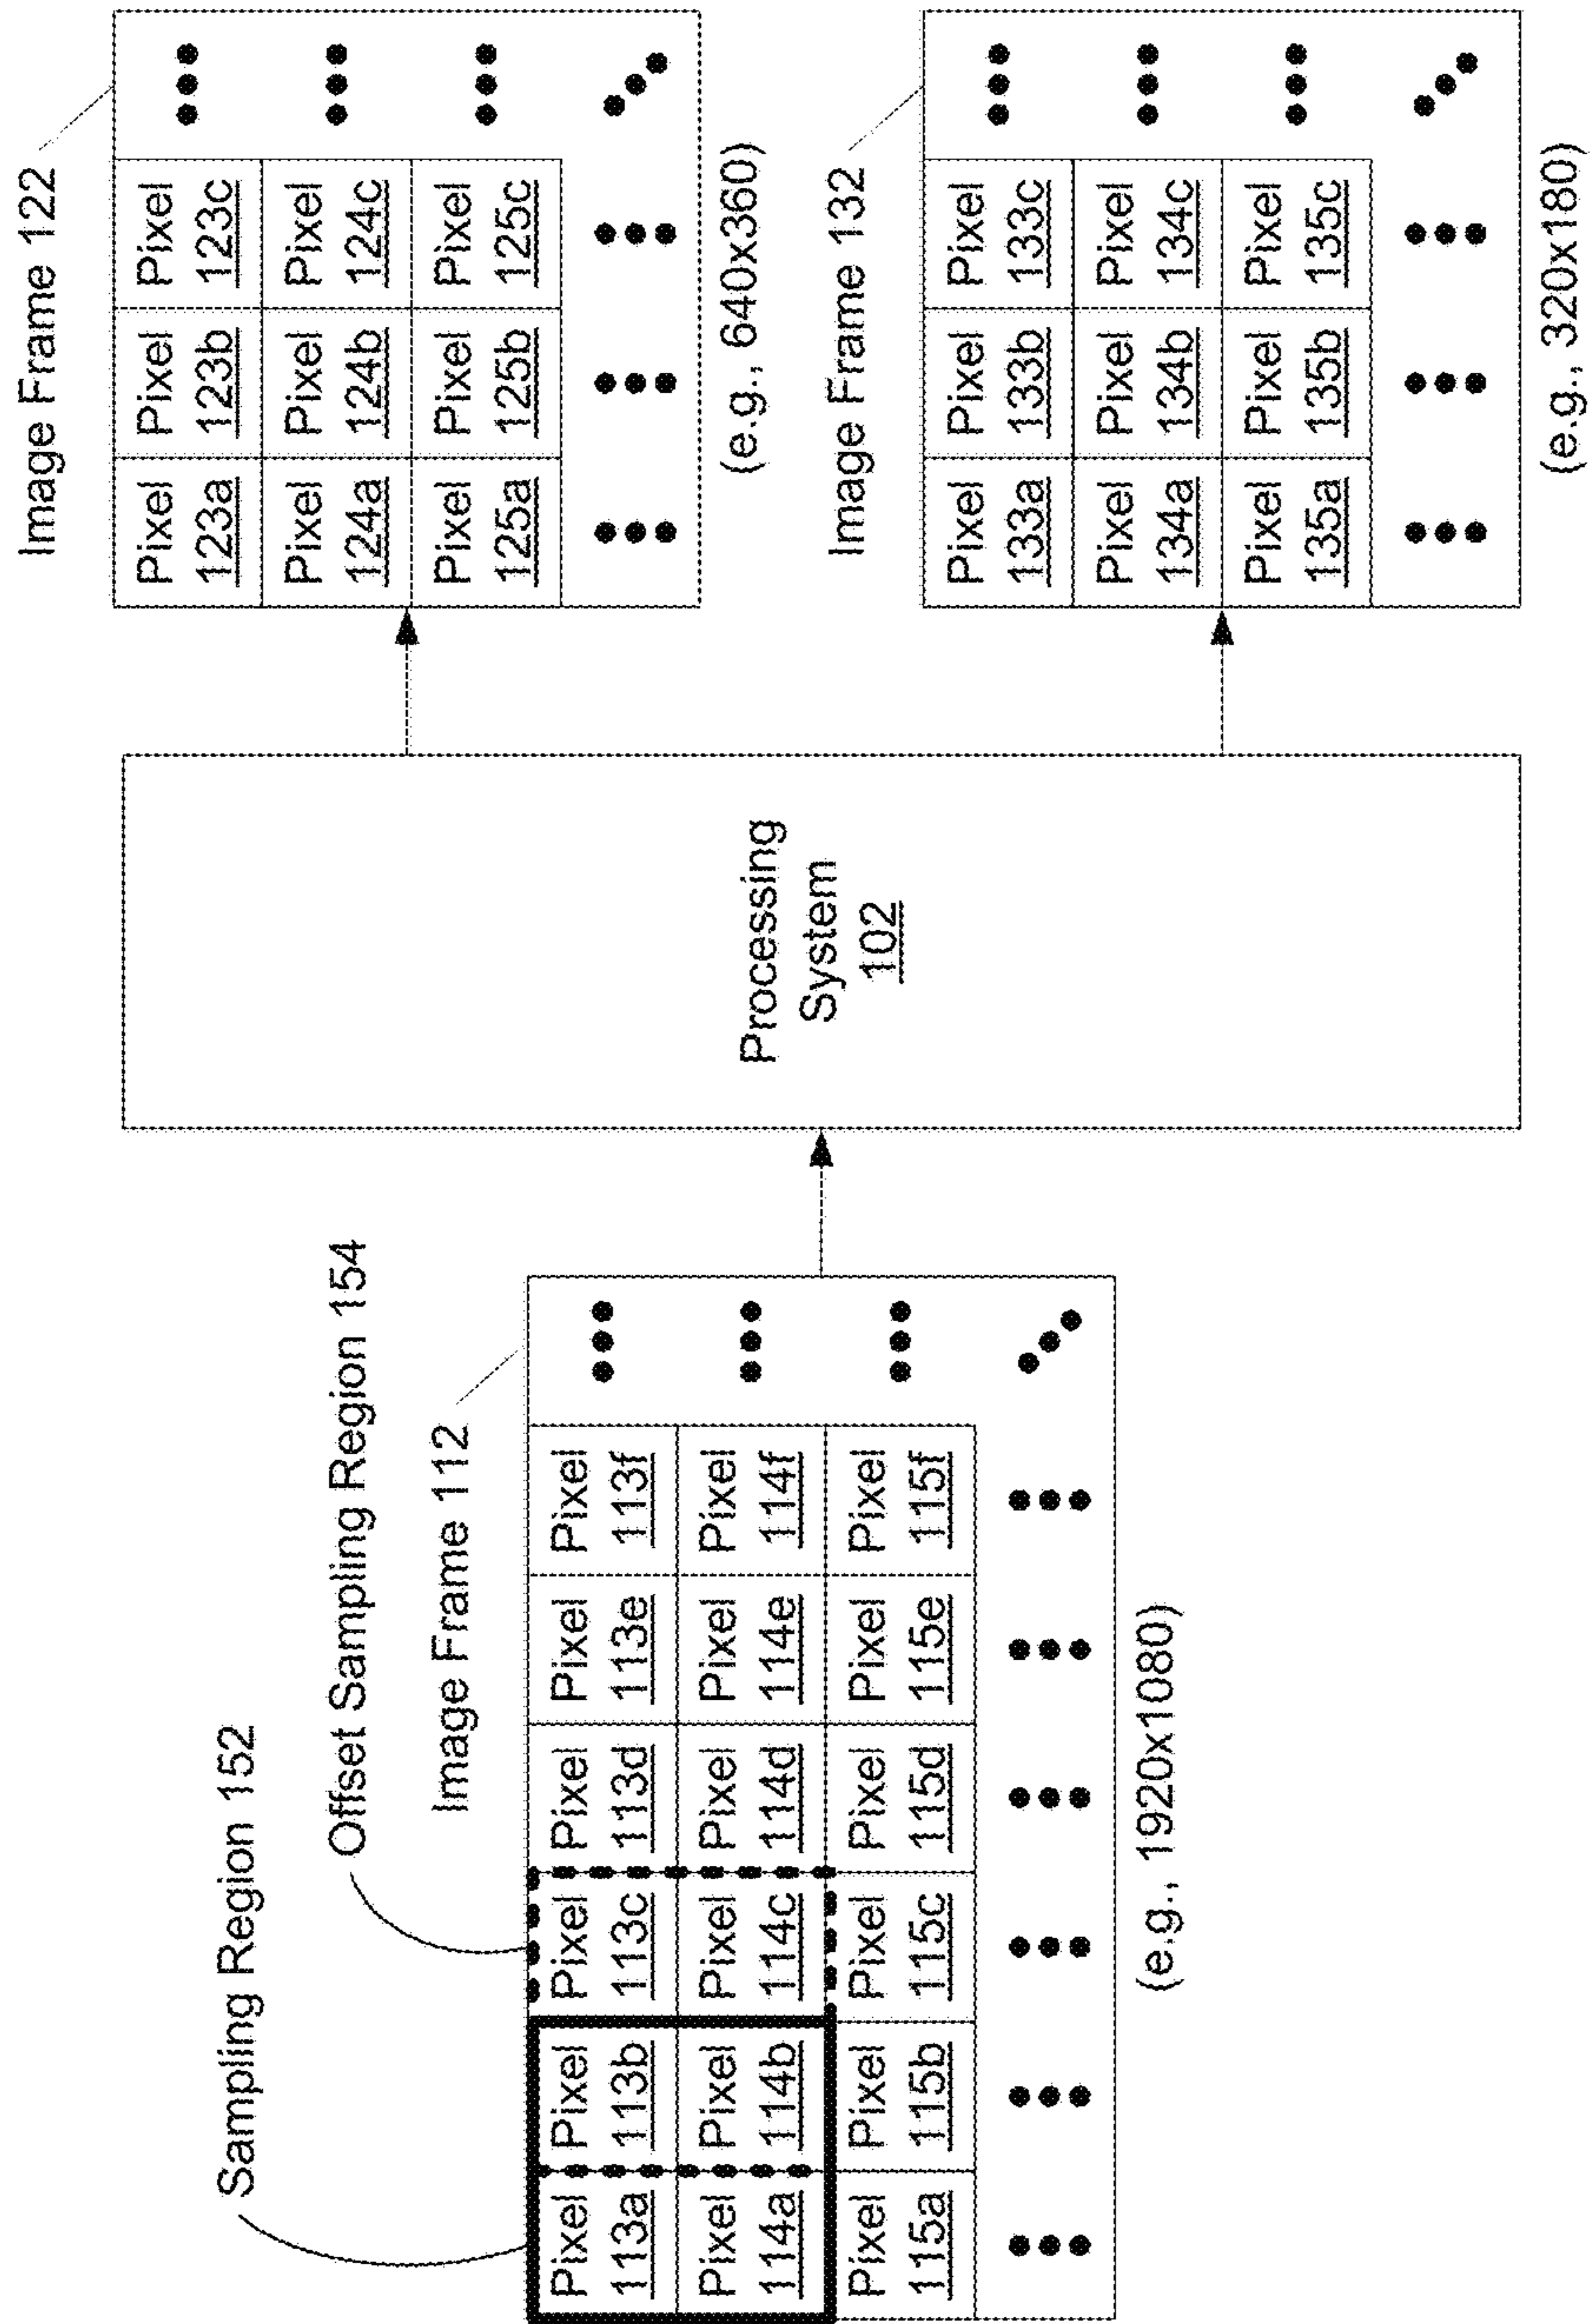 Sampling Region 152
Offset Sampling Region 154
Image Frame 112
Pixel Pixel Pixel Pixel Pixel Pixel
113a 113b 113c 113d 113e 113f
Pixel Pixel Pixel Pixel Pixel Pixel
114a 114b 114c 114d 114e 114f
Pixel Pixel Pixel Pixel Pixel Pixel
115a 115b 115c 115d 115e 115f
(e.g., 1920x1080)
Processing
System
102
Image Frame 122
Pixel Pixel Pixel
123a 123b 123c
Pixel Pixel Pixel
124a 124b 124c
Pixel Pixel Pixel
125a 125b 125c
(e.g., 640x360)
Image Frame 132
Pixel Pixel Pixel
133a 133b 133c
Pixel Pixel Pixel
134a 134b 134c
Pixel Pixel Pixel
135a 135b 135c
(e.g., 320x180)